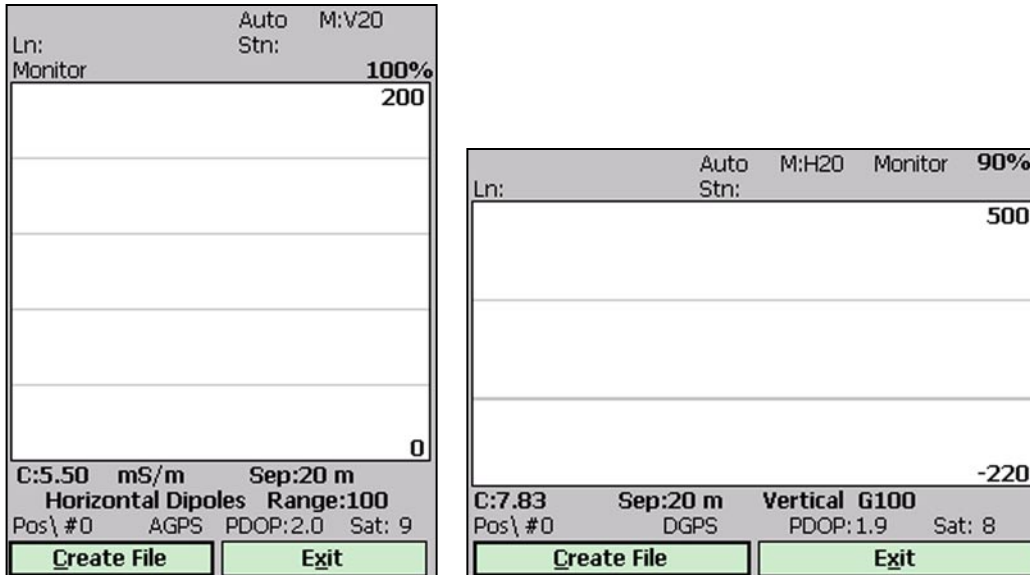 Auto M:V20
Ln: Stn:
Monitor 100%
200
0
C:5.50 mS/m Sep:20 m
Horizontal Dipoles Range:100
Pos\ #0 AGPS PDOP:2.0 Sat: 9
Create File Exit
Auto M:H20 Monitor 90%
Ln: Stn:
500
-220
C:7.83 Sep:20 m Vertical G100
Pos\ #0 DGPS PDOP:1.9 Sat: 8
Create File Exit